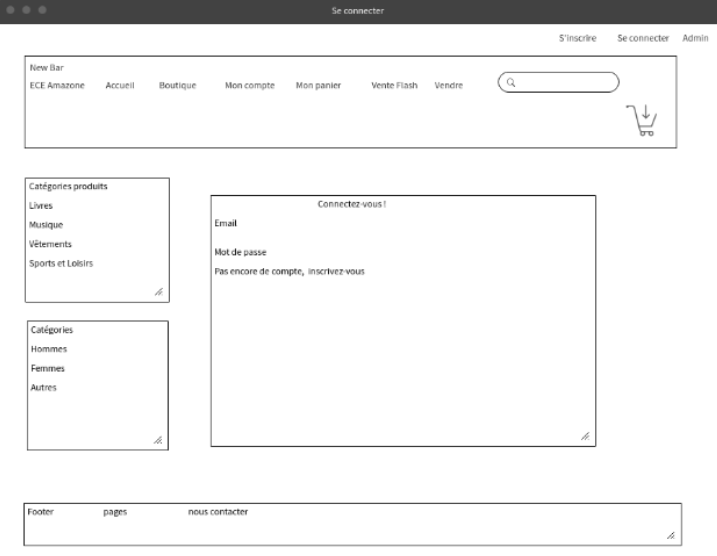 Se connecter
S'inscrire Se connecter Admin
New Bar
ECE Amazone Accueil Boutique Mon compte Mon panier Vente Flash Vendre
Catégories produits
Livres
Musique
Vêtements
Sports et Loisirs
Connectez-vous !
Email
Mot de passe
Pas encore de compte, inscrivez-vous
Catégories
Hommes
Femmes
Autres
Footer pages nous contacter